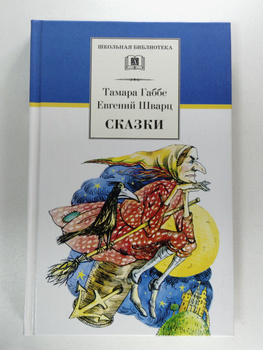 ШКОЛЬНАЯ БИБЛИОТЕКА
Тамара Габбе
Евгений Шварц
СКАЗКИ